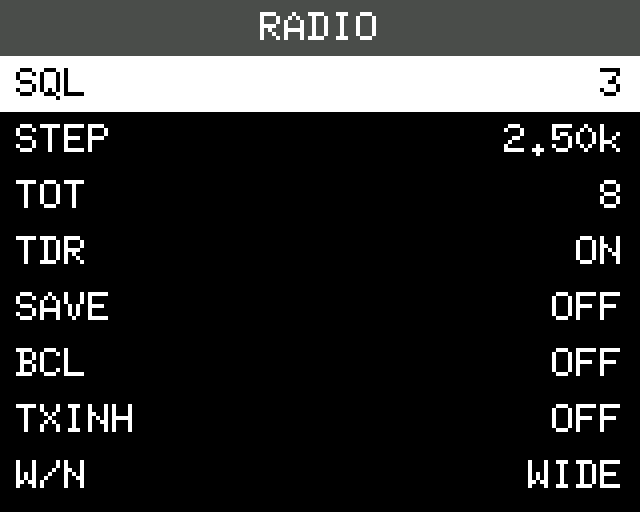 RADIO
SQL 3
STEP 2.50k
TOT 8
TDR ON
SAVE OFF
BCL OFF
TXINH OFF
W/N WIDE